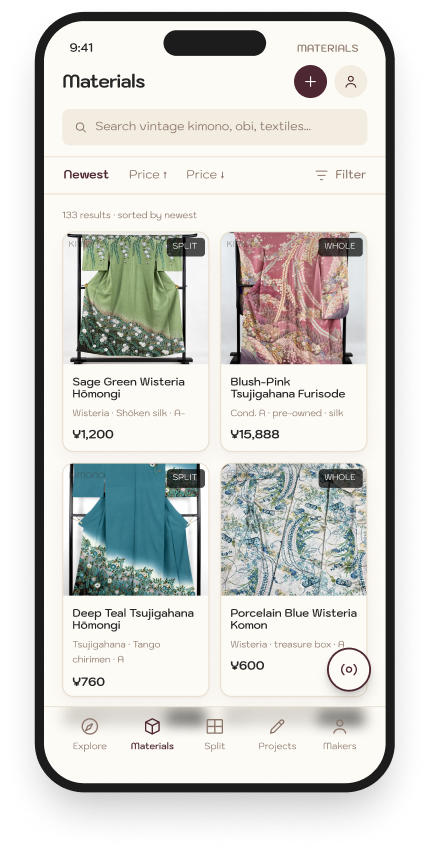 9:41
MATERIALS
Materials
Search vintage kimono, obi, textiles...
Newest
Price ↑
Price ↓
Filter
133 results · sorted by newest
SPLIT
WHOLE
Sage Green Wisteria
Hōmongi
Wisteria · Shōken silk · A-
¥1,200
Blush-Pink
Tsujigahana Furisode
Cond. A · pre-owned · silk
¥15,888
kimono
SPLIT
WHOLE
Deep Teal Tsujigahana
Hōmongi
Tsujigahana · Tango
chirimen · A
¥760
Porcelain Blue Wisteria
Komon
Wisteria · treasure box · A
¥600
Explore
Materials
Split
Projects
Makers